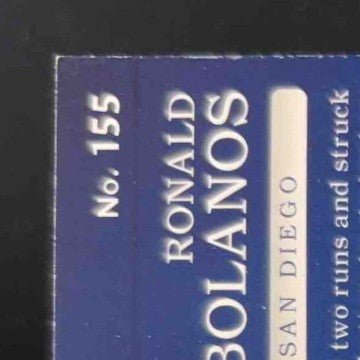 No. 155
RONALD
BOLANOS
SAN DIEGO
two runs and struck